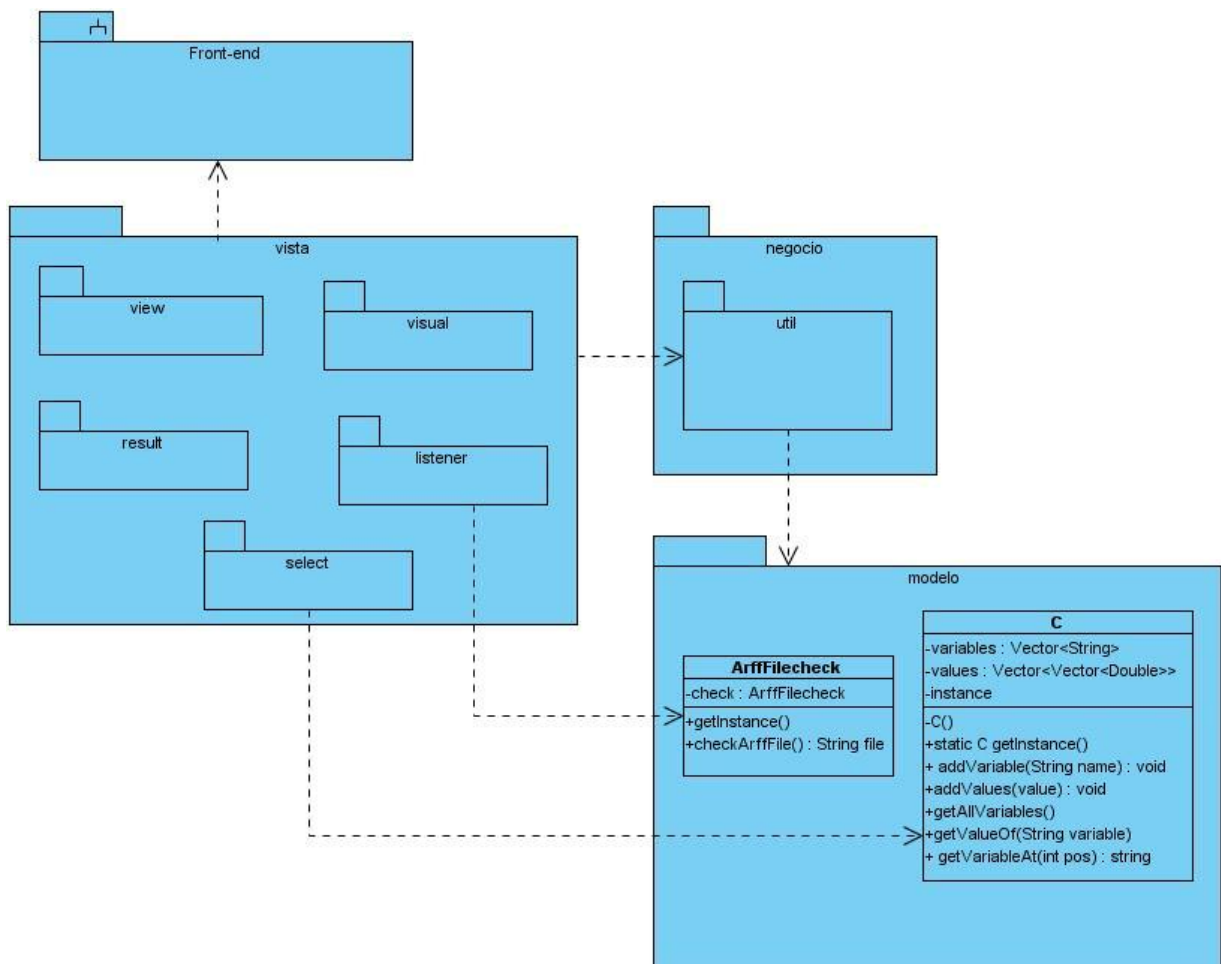 Front-end
vista
view
visual
result
listener
select
negocio
util
modelo
ArffFilecheck
-check : ArffFilecheck
+getInstance()
+checkArffFile() : String file
C
-variables : Vector<String>
-values : Vector<Vector<Double>>
-instance
-C()
+static C getInstance()
+ addVariable(String name) : void
+addValues(value) : void
+getAllVariables()
+getValueOf(String variable)
+ getVariableAt(int pos) : string